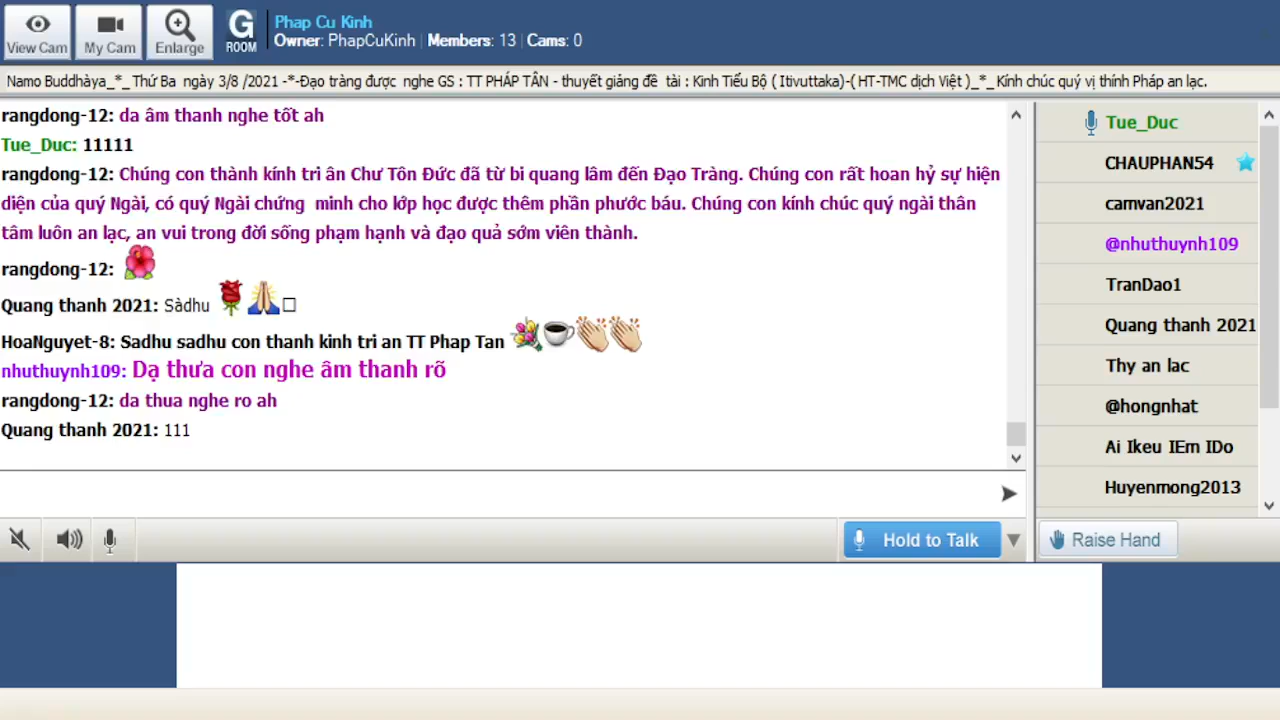 View Cam
My Cam
Enlarge
G
ROOM
Phap Cu Kinh
Owner: PhapCuKinh | Members: 13 | Cams: 0
Namo Buddhàya_*_Thứ Ba ngày 3/8 /2021 -*-Đạo tràng được nghe GS : TT PHÁP TÂN - thuyết giảng đề tài : Kinh Tiểu Bộ ( Itivuttaka)-( HT-TMC dịch Việt )_*_Kính chúc quý vị thính Pháp an lạc.
rangdong-12: da âm thanh nghe tốt ah
Tue_Duc: 11111
rangdong-12: Chúng con thành kính tri ân Chư Tôn Đức đã từ bi quang lâm đến Đạo Tràng. Chúng con rất hoan hỷ sự hiện
diện của quý Ngài, có quý Ngài chứng minh cho lớp học được thêm phần phước báu. Chúng con kính chúc quý ngài thân
tâm luôn an lạc, an vui trong đời sống phạm hạnh và đạo quả sớm viên thành.
rangdong-12:
Quang thanh 2021: Sàdhu
HoaNguyet-8: Sadhu sadhu con thanh kinh tri an TT Phap Tan
nhuthuynh109: Dạ thưa con nghe âm thanh rõ
rangdong-12: da thua nghe ro ah
Quang thanh 2021: 111
Hold to Talk
Tue_Duc
CHAUPHAN54
camvan2021
@nhuthuynh109
TranDao1
Quang thanh 2021
Thy an lac
@hongnhat
Ai Ikeu IEm IDo
Huyenmong2013
Raise Hand